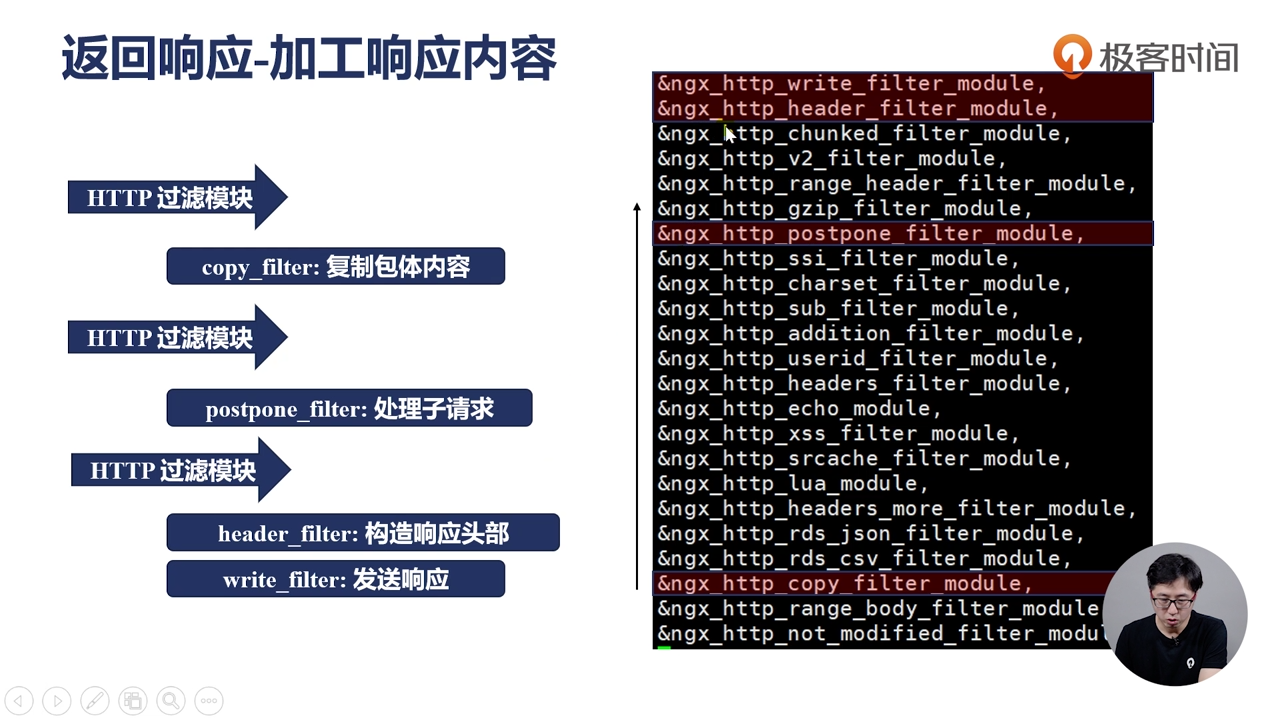 返回响应-加工响应内容
极客时间
HTTP 过滤模块
copy_filter: 复制包体内容
HTTP 过滤模块
postpone_filter: 处理子请求
HTTP 过滤模块
header_filter: 构造响应头部
write_filter: 发送响应
&ngx_http_write_filter_module,
&ngx_http_header_filter_module,
&ngx_http_chunked_filter_module,
&ngx_http_v2_filter_module,
&ngx_http_range_header_filter_module,
&ngx_http_gzip_filter_module,
&ngx_http_postpone_filter_module,
&ngx_http_ssi_filter_module,
&ngx_http_charset_filter_module,
&ngx_http_sub_filter_module,
&ngx_http_addition_filter_module,
&ngx_http_userid_filter_module,
&ngx_http_headers_filter_module,
&ngx_http_echo_module,
&ngx_http_xss_filter_module,
&ngx_http_srcache_filter_module,
&ngx_http_lua_module,
&ngx_http_headers_more_filter_module,
&ngx_http_rds_json_filter_module,
&ngx_http_rds_csv_filter_module,
&ngx_http_copy_filter_module,
&ngx_http_range_body_filter_module
&ngx_http_not_modified_filter_modul